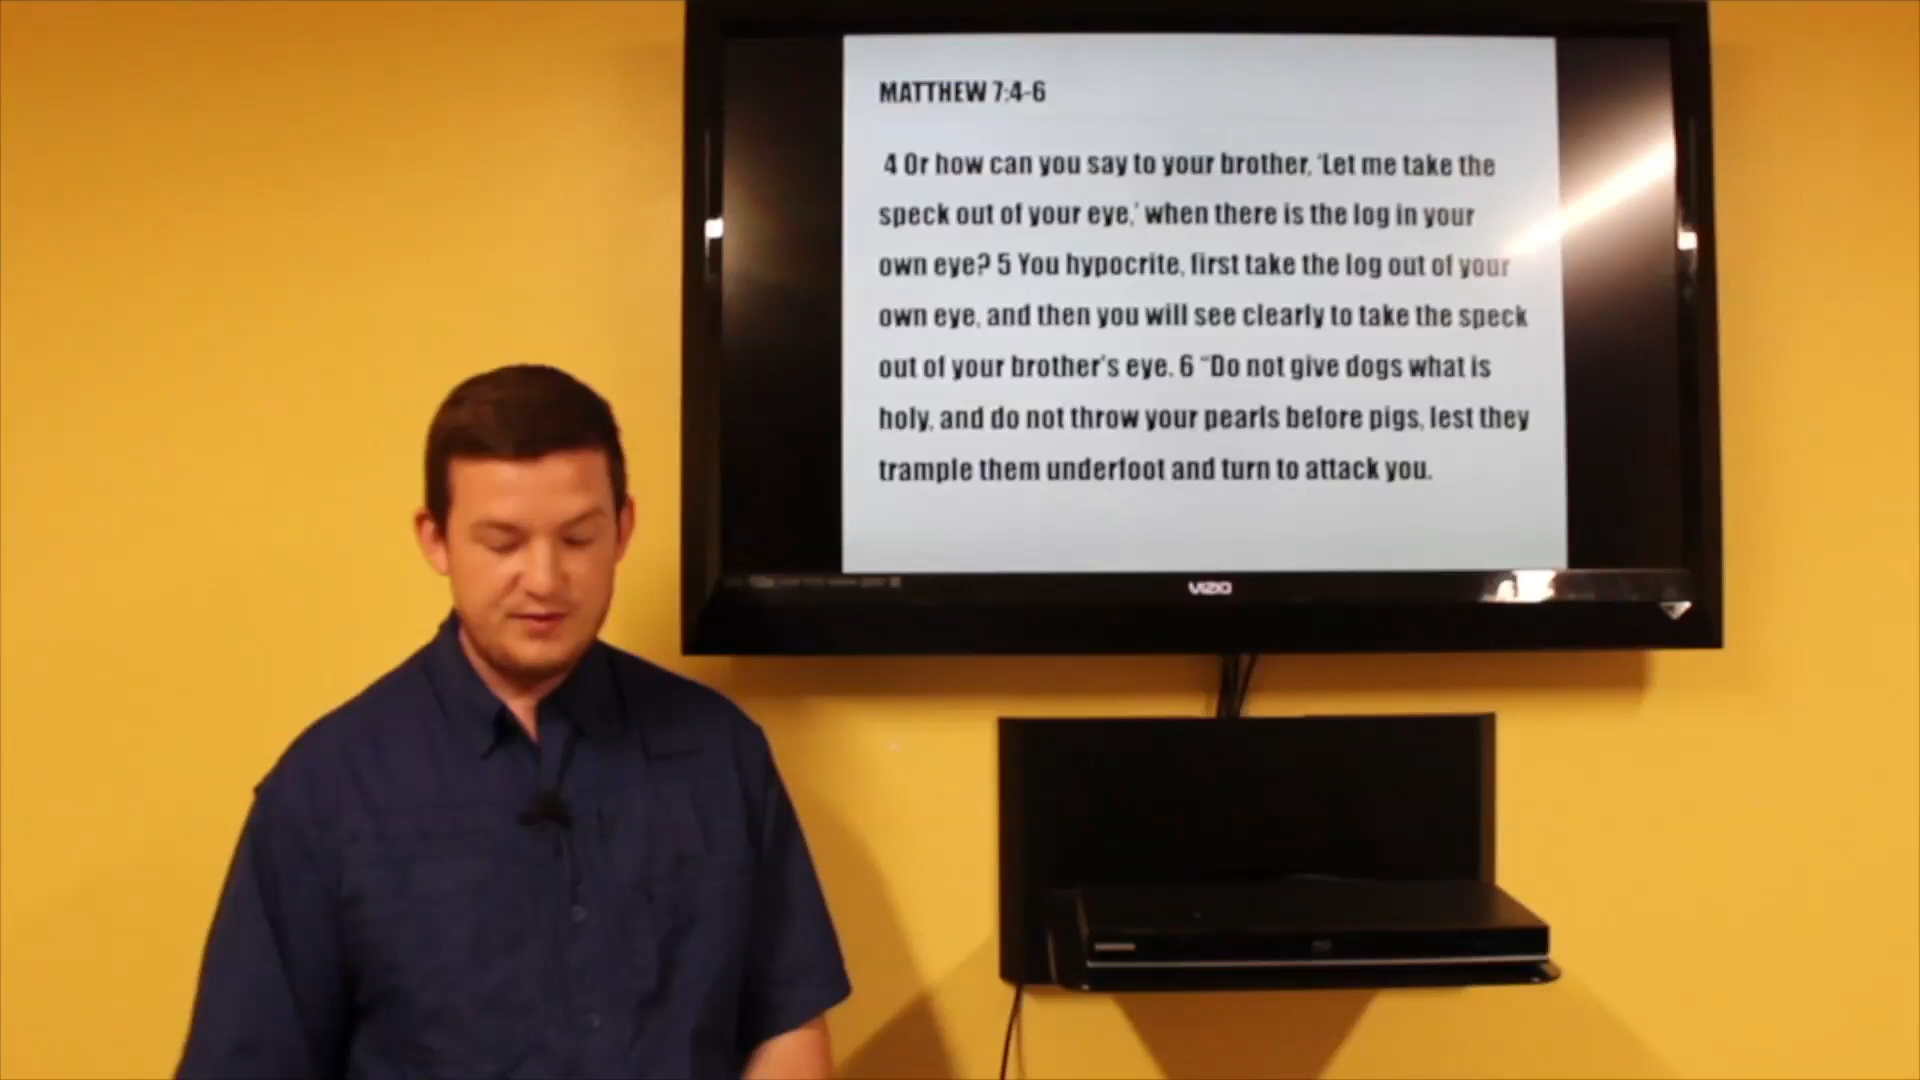 MATTHEW 7:4-6
4 Or how can you say to your brother, 'Let me take the
speck out of your eye,' when there is the log in your
own eye? 5 You hypocrite, first take the log out of your
own eye, and then you will see clearly to take the speck
out of your brother's eye. 6 "Do not give dogs what is
holy, and do not throw your pearls before pigs, lest they
trample them underfoot and turn to attack you.
VIZIO